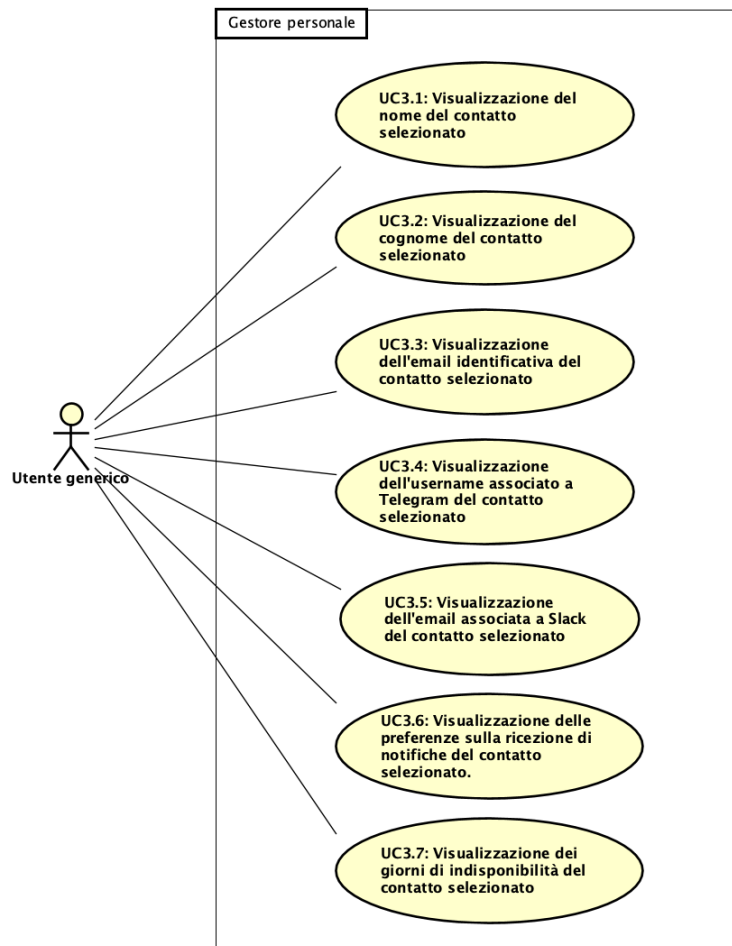 Gestore personale
UC3.1: Visualizzazione del
nome del contatto
selezionato
UC3.2: Visualizzazione del
cognome del contatto
selezionato
UC3.3: Visualizzazione
dell'email identificativa del
contatto selezionato
Utente generico
UC3.4: Visualizzazione
dell'username associato a
Telegram del contatto
selezionato
UC3.5: Visualizzazione
dell'email associata a Slack
del contatto selezionato
UC3.6: Visualizzazione delle
preferenze sulla ricezione di
notifiche del contatto
selezionato.
UC3.7: Visualizzazione dei
giorni di indisponibilità del
contatto selezionato